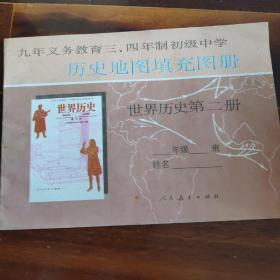 九年义务教育三、四年制初级中学
历史地图填充图册
世界历史
世界历史第二册
年级 班
姓名
人民教育出版社